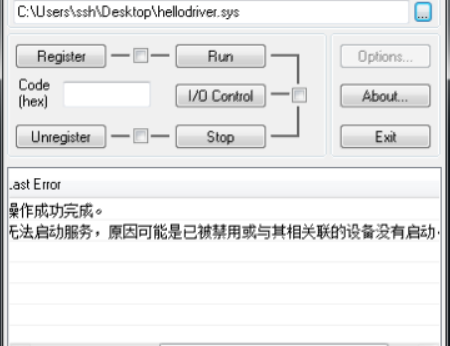 C:\Users\ssh\Desktop\hellodriver.sys
Register
Run
Options...
Code
(hex)
I/O Control
About...
Unregister
Stop
Exit
Last Error
操作成功完成。
无法启动服务，原因可能是已被禁用或与其相关联的设备没有启动